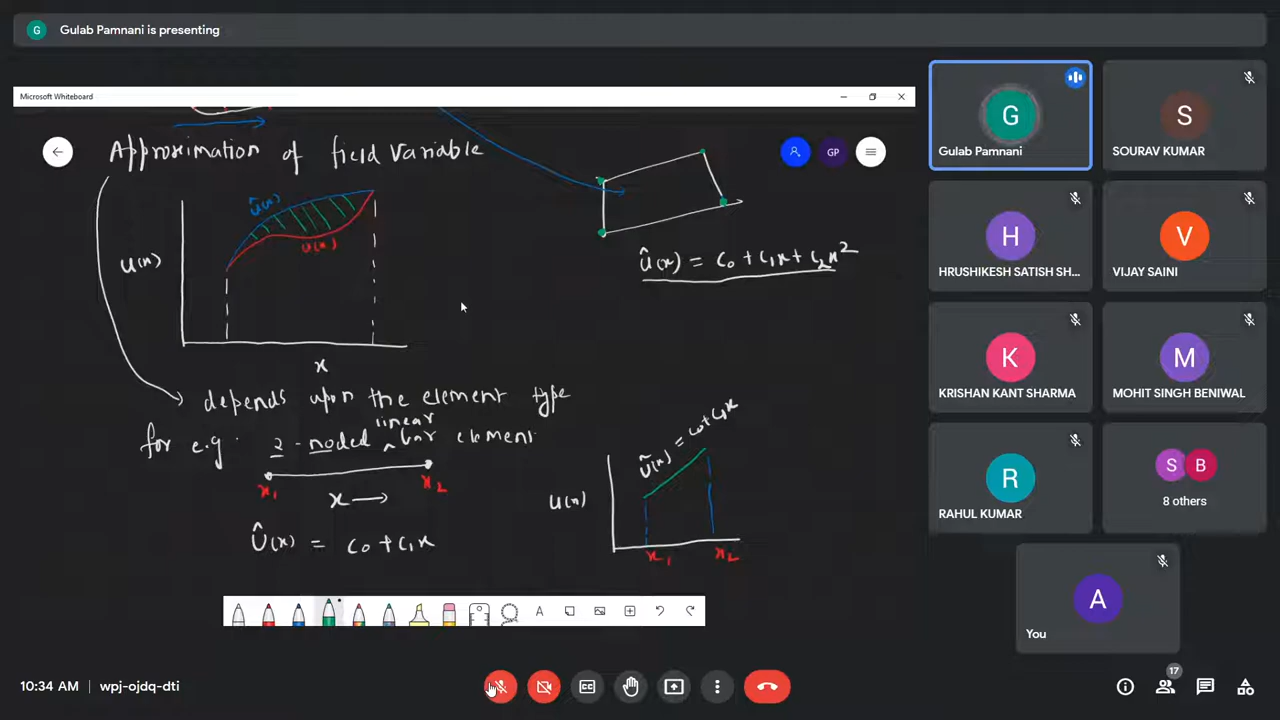 G Gulab Pamnani is presenting
Microsoft Whiteboard
Approximation of field variable
GP
û(x)
u(x)
u(x)
x
û(x) = c₀ + c₁x + c₂x²
depends upon the element type
for e.g. 2-noded linear bar element
x₁ x₂
x →
û(x) = c₀ + c₁x
û(x) = c₀ + c₁x
u(x)
x₁ x₂
A
G
Gulab Pamnani
S
SOURAV KUMAR
H
HRUSHIKESH SATISH SH...
V
VIJAY SAINI
K
KRISHAN KANT SHARMA
M
MOHIT SINGH BENIWAL
R
RAHUL KUMAR
S B
8 others
A
You
10:34 AM | wpj-ojdq-dti
CC
17